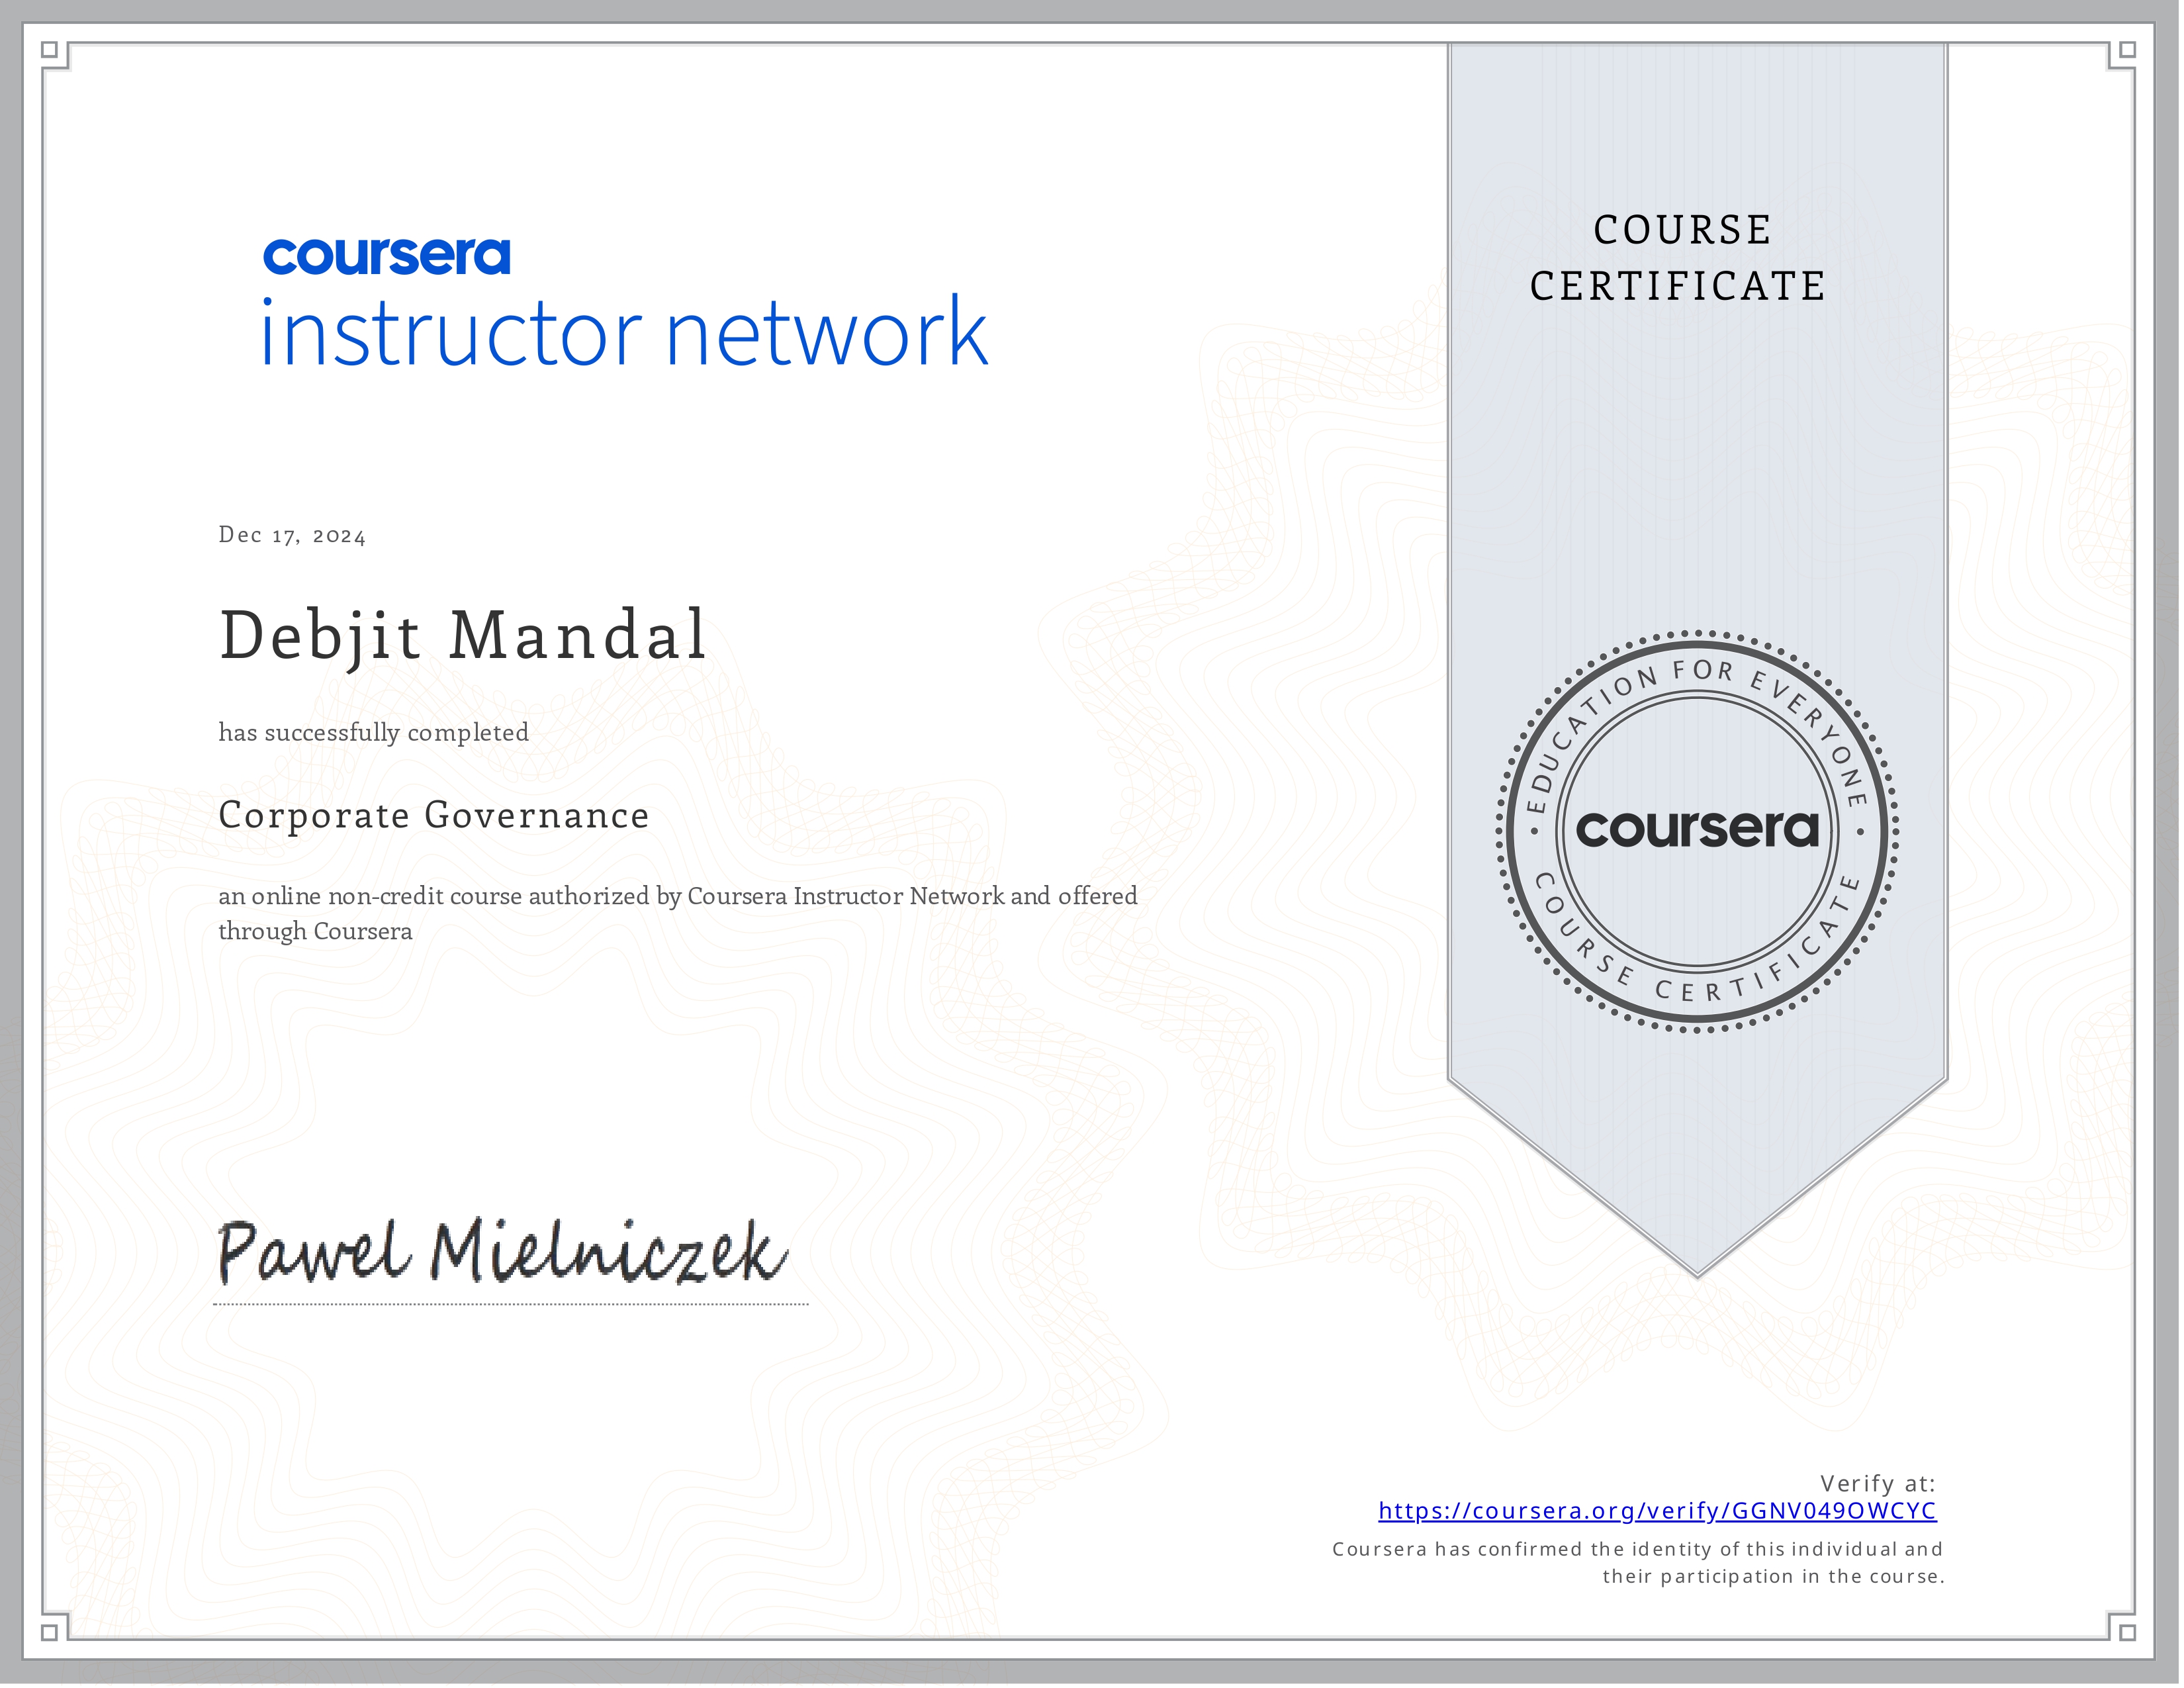 coursera
instructor network
COURSE
CERTIFICATE
Dec 17, 2024
Debjit Mandal
has successfully completed
Corporate Governance
an online non-credit course authorized by Coursera Instructor Network and offered
through Coursera
EDUCATION FOR EVERYONE
coursera
COURSE CERTIFICATE
Pawel Mielniczek
Verify at:
https://coursera.org/verify/GGNV049OWCYC
Coursera has confirmed the identity of this individual and
their participation in the course.